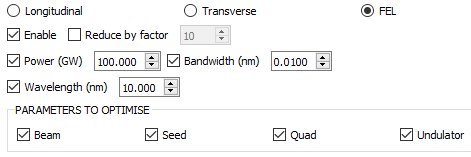 Longitudinal Transverse FEL
Enable Reduce by factor 10
Power (GW) 100.000 Bandwidth (nm) 0.0100
Wavelength (nm) 10.000
PARAMETERS TO OPTIMISE
Beam Seed Quad Undulator